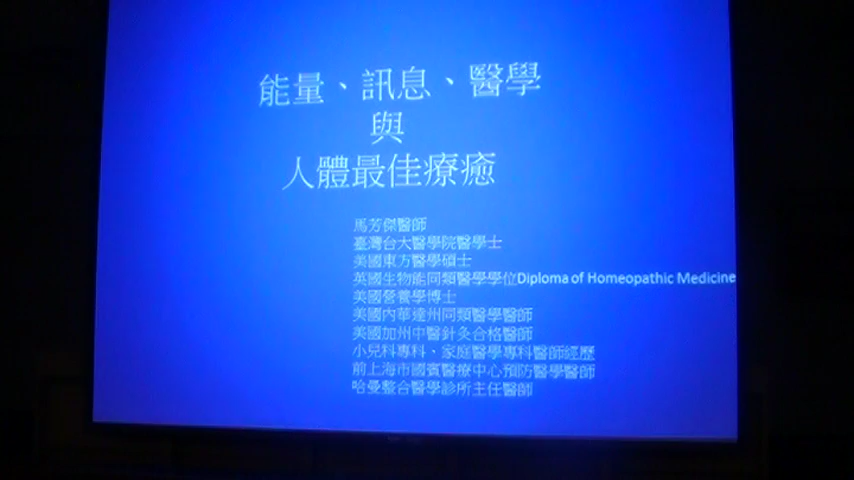 能量、訊息、醫學
與
人體最佳療癒
馬芳傑醫師
臺灣台大醫學院醫學士
美國東方醫學碩士
英國生物能同類醫學學位Diploma of Homeopathic Medicine
美國營養學博士
美國內華達州同類醫學醫師
美國加州中醫針灸合格醫師
小兒科專科、家庭醫學專科醫師經歷
前上海市國賓醫療中心預防醫學醫師
哈曼整合醫學診所主任醫師